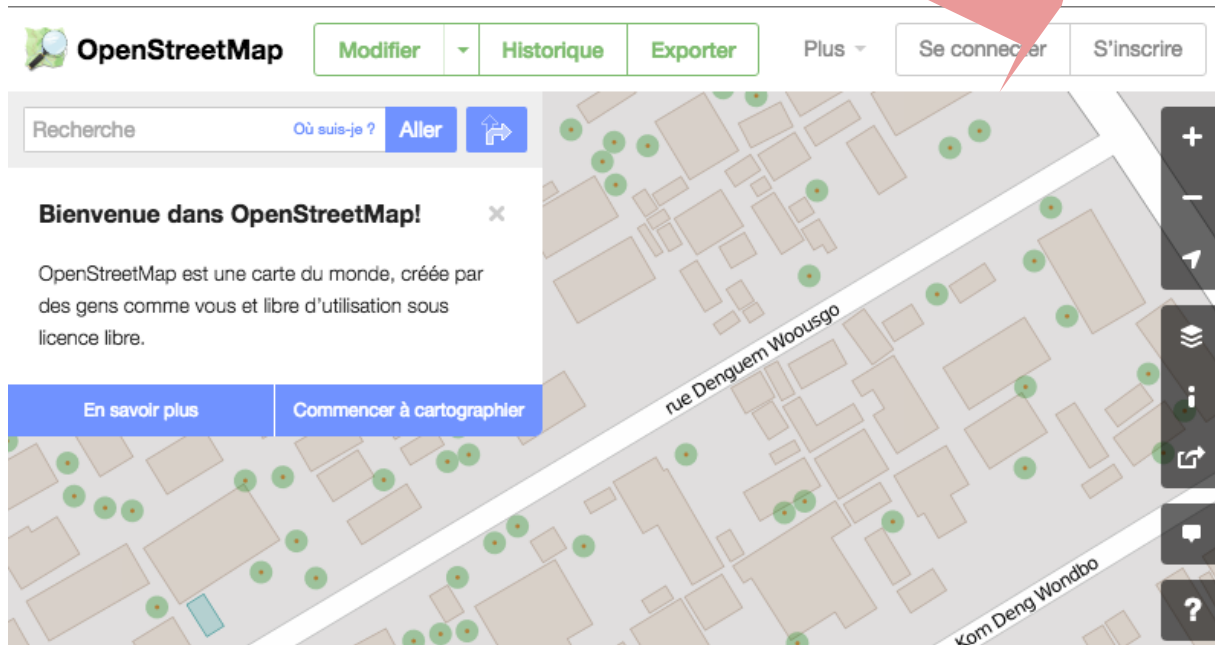 OpenStreetMap
Modifier
Historique
Exporter
Plus
Se connecter
S'inscrire
Recherche
Où suis-je ?
Aller
Bienvenue dans OpenStreetMap!
OpenStreetMap est une carte du monde, créée par
des gens comme vous et libre d'utilisation sous
licence libre.
En savoir plus
Commencer à cartographier
rue Denguem Woousgo
Kom Deng Wondbo